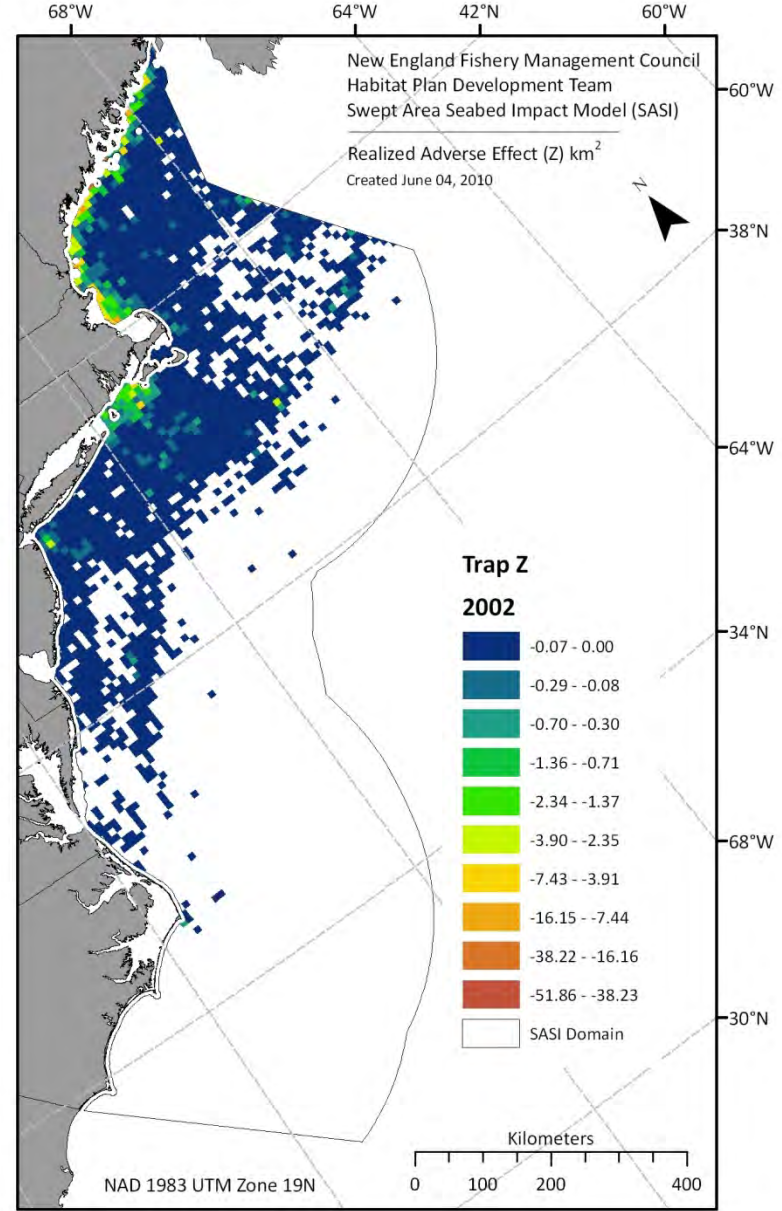 68°W
64°W
42°N
60°W
New England Fishery Management Council
Habitat Plan Development Team
Swept Area Seabed Impact Model (SASI)
Realized Adverse Effect (Z) km²
Created June 04, 2010
N
60°W
38°N
64°W
34°N
68°W
30°N
Trap Z
2002
-0.07 - 0.00
-0.29 - -0.08
-0.70 - -0.30
-1.36 - -0.71
-2.34 - -1.37
-3.90 - -2.35
-7.43 - -3.91
-16.15 - -7.44
-38.22 - -16.16
-51.86 - -38.23
SASI Domain
Kilometers
0 100 200 400
NAD 1983 UTM Zone 19N